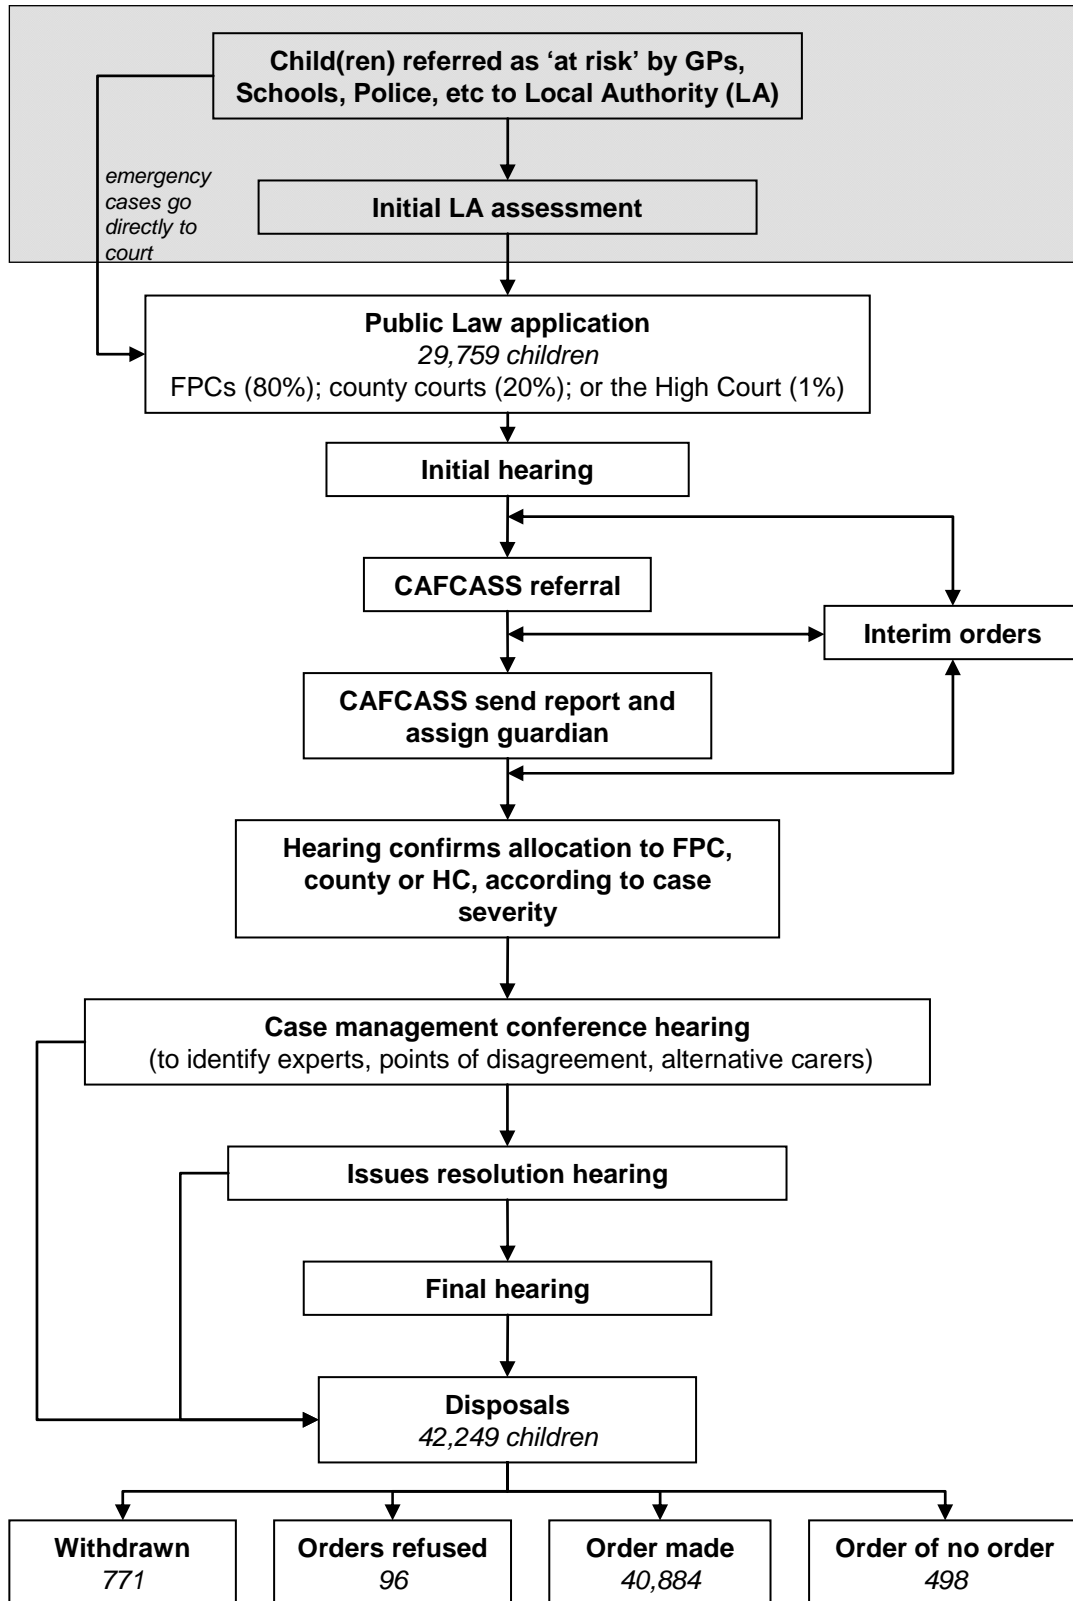 Child(ren) referred as ‘at risk’ by GPs,
Schools, Police, etc to Local Authority (LA)
emergency
cases go
directly to
court
Initial LA assessment
Public Law application
29,759 children
FPCs (80%); county courts (20%); or the High Court (1%)
Initial hearing
CAFCASS referral
Interim orders
CAFCASS send report and
assign guardian
Hearing confirms allocation to FPC,
county or HC, according to case
severity
Case management conference hearing
(to identify experts, points of disagreement, alternative carers)
Issues resolution hearing
Final hearing
Disposals
42,249 children
Withdrawn
771
Orders refused
96
Order made
40,884
Order of no order
498